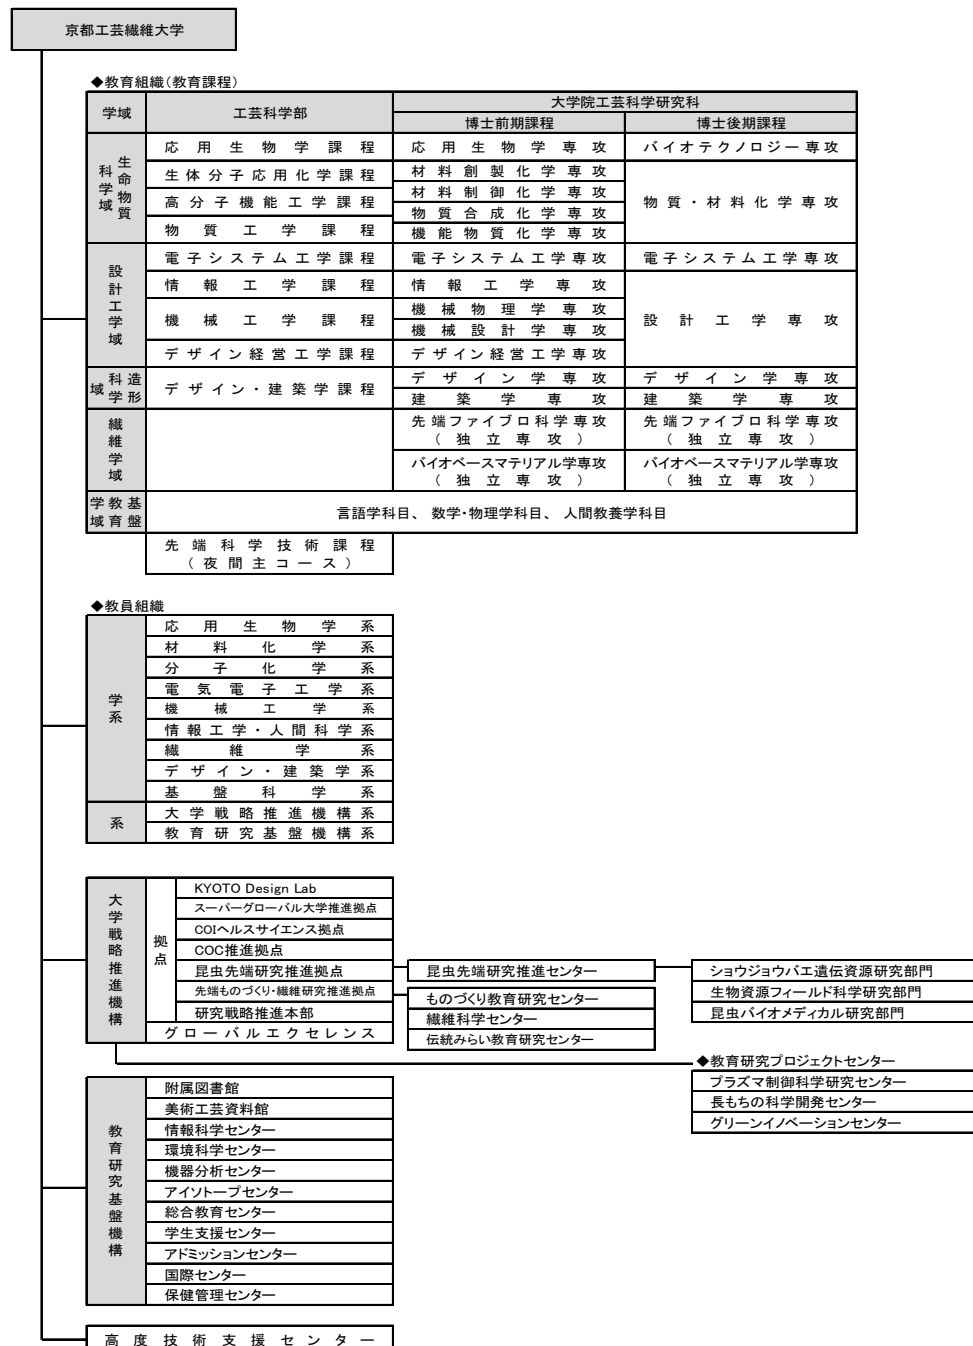 京都工芸繊維大学
◆教育組織(教育課程)
学域
工芸科学部
大学院工芸科学研究科
博士前期課程
博士後期課程
生命物質科学域
応用生物学課程
応用生物学専攻
バイオテクノロジー専攻
生体分子応用化学課程
材料創製化学専攻
物質・材料化学専攻
材料制御化学専攻
高分子機能工学課程
物質合成化学専攻
物質工学課程
機能物質化学専攻
設計工学域
電子システム工学課程
電子システム工学専攻
電子システム工学専攻
情報工学課程
情報工学専攻
設計工学専攻
機械工学課程
機械物理学専攻
機械設計学専攻
デザイン経営工学課程
デザイン経営工学専攻
造形科学域
デザイン・建築学課程
デザイン学専攻
デザイン学専攻
建築学専攻
建築学専攻
繊維学域
先端ファイブロ科学専攻
(独立専攻)
先端ファイブロ科学専攻
(独立専攻)
バイオベースマテリアル学専攻
(独立専攻)
バイオベースマテリアル学専攻
(独立専攻)
基盤教育学域
言語学科目、数学・物理学科目、人間教養学科目
先端科学技術課程
(夜間主コース)
◆教員組織
学系
応用生物学系
材料化学系
分子化学系
電気電子工学系
機械工学系
情報工学・人間科学系
繊維学系
デザイン・建築学系
基盤科学系
系
大学戦略推進機構系
教育研究基盤機構系
大学戦略推進機構
拠点
KYOTO Design Lab
スーパーグローバル大学推進拠点
COIヘルスサイエンス拠点
COC推進拠点
昆虫先端研究推進拠点
昆虫先端研究推進センター
ショウジョウバエ遺伝資源研究部門
生物資源フィールド科学研究部門
昆虫バイオメディカル研究部門
先端ものづくり・繊維研究推進拠点
ものづくり教育研究センター
繊維科学センター
伝統みらい教育研究センター
研究戦略推進本部
グローバルエクセレンス
◆教育研究プロジェクトセンター
プラズマ制御科学研究センター
長もちの科学開発センター
グリーンイノベーションセンター
教育研究基盤機構
附属図書館
美術工芸資料館
情報科学センター
環境科学センター
機器分析センター
アイソトープセンター
総合教育センター
学生支援センター
アドミッションセンター
国際センター
保健管理センター
高度技術支援センター